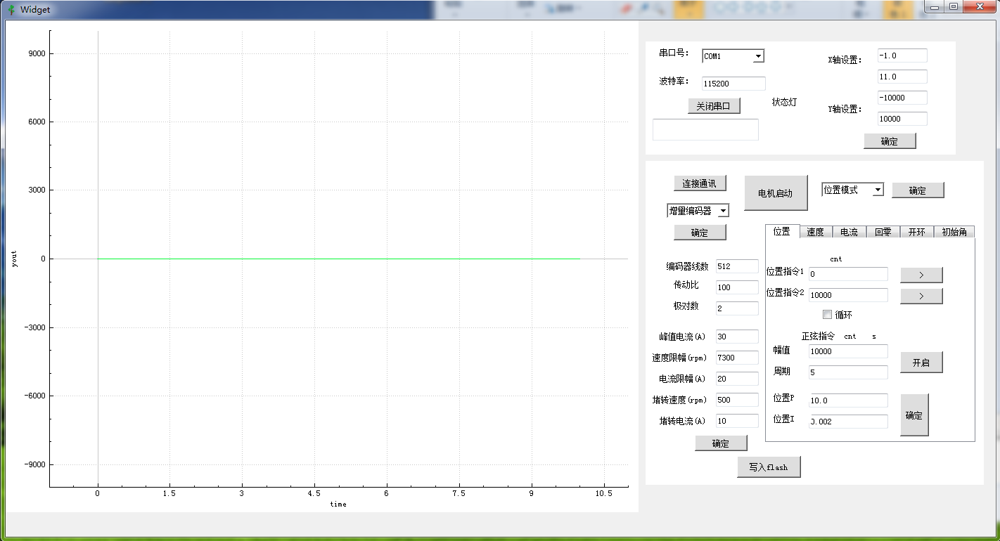 Widget
9000
6000
3000
0
-3000
-6000
-9000
yout
0 1.5 3 4.5 6 7.5 9 10.5
time
串口号: COM1
波特率: 115200
关闭串口 状态灯
X轴设置: -1.0
11.0
Y轴设置: -10000
10000
确定
连接通讯 电机启动 位置模式 确定
增量编码器
确定
编码器线数 512
传动比 100
极对数 2
峰值电流(A) 30
速度限幅(rpm) 7300
电流限幅(A) 20
堵转速度(rpm) 500
堵转电流(A) 10
确定
写入flash
位置 速度 电流 回零 开环 初始角
cnt
位置指令1 0 >
位置指令2 10000 >
循环
正弦指令 cnt s
幅值 10000
周期 5
开启
位置P 10.0
位置I 0.002
确定